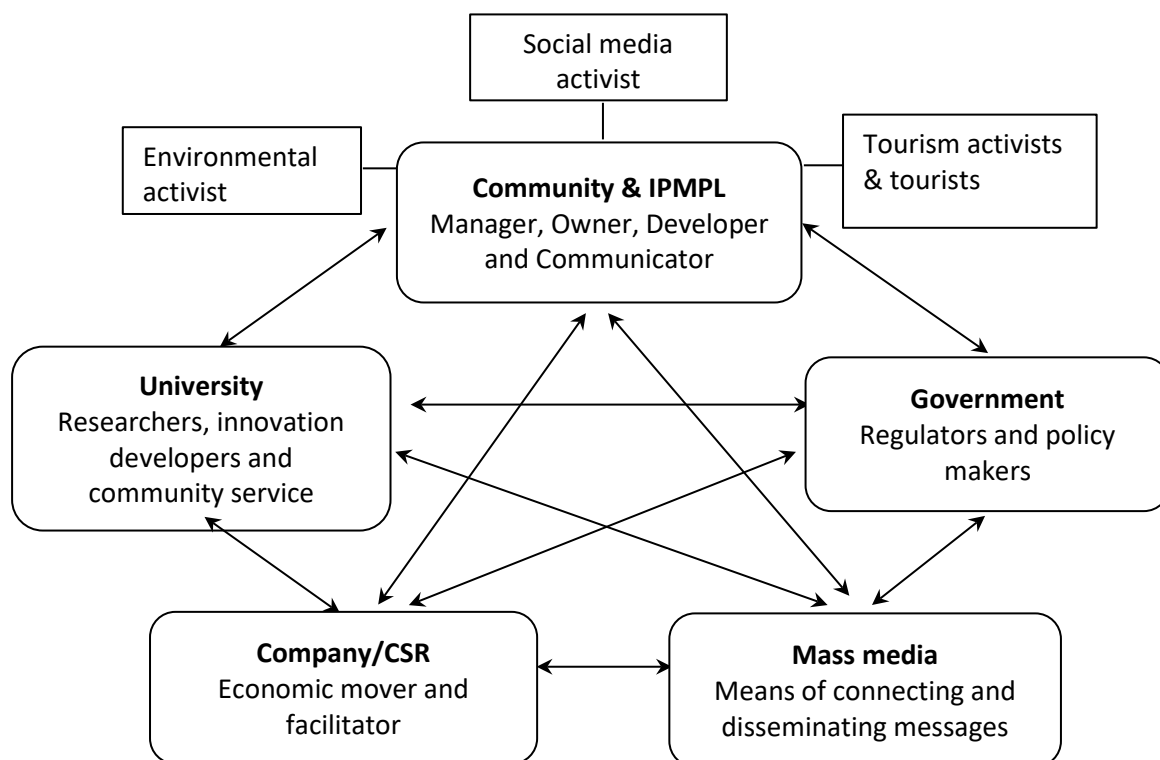 Social media
activist
Environmental
activist
Tourism activists
& tourists
Community & IPMPL
Manager, Owner, Developer
and Communicator
University
Researchers, innovation
developers and
community service
Government
Regulators and policy
makers
Company/CSR
Economic mover and
facilitator
Mass media
Means of connecting and
disseminating messages